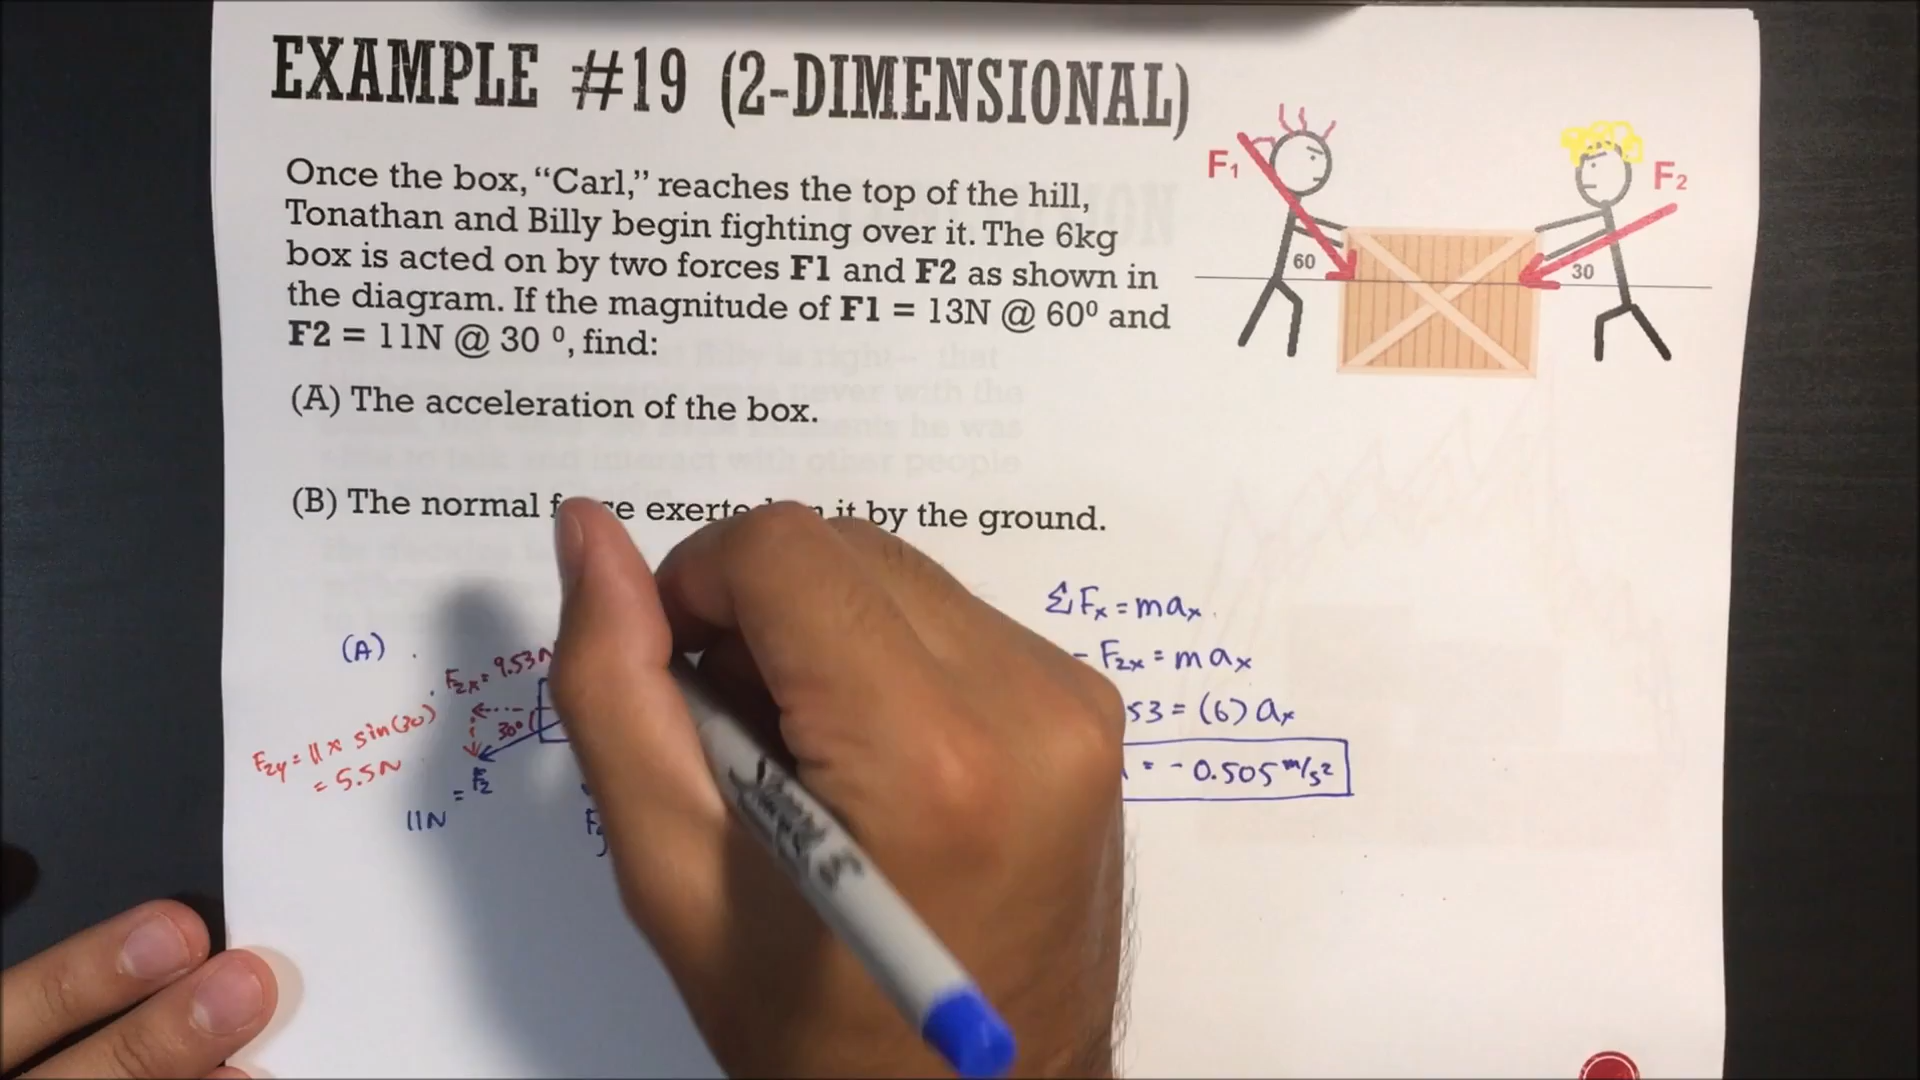 EXAMPLE #19 (2-DIMENSIONAL)
Once the box, “Carl,” reaches the top of the hill,
Tonathan and Billy begin fighting over it. The 6kg
box is acted on by two forces F1 and F2 as shown in
the diagram. If the magnitude of F1 = 13N @ 60⁰ and
F2 = 11N @ 30 ⁰, find:
F1
F2
60
30
(A) The acceleration of the box.
(B) The normal it by the ground.
(A)
F2x = 9.53N
30°
F2y = 11 x sin(30)
= 5.5N
= F2
11N
ΣFx = max
- F2x = max
53 = (6) ax
= - 0.505 m/s²